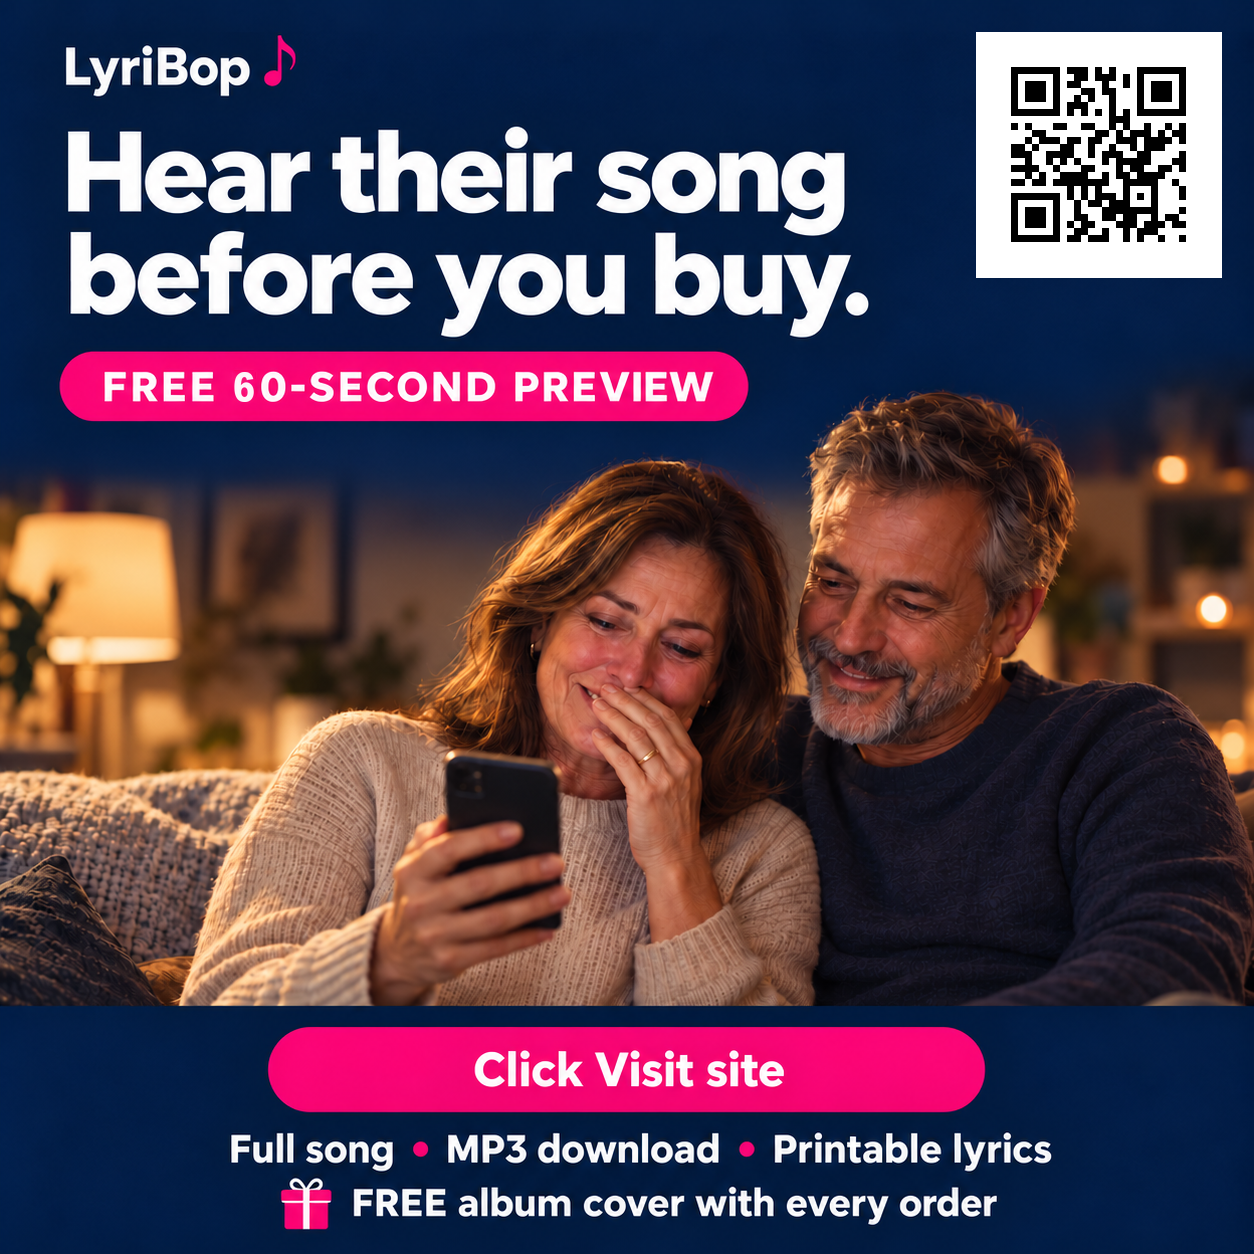 LyriBop
Hear their song
before you buy.
FREE 60-SECOND PREVIEW
Click Visit site
Full song • MP3 download • Printable lyrics
FREE album cover with every order